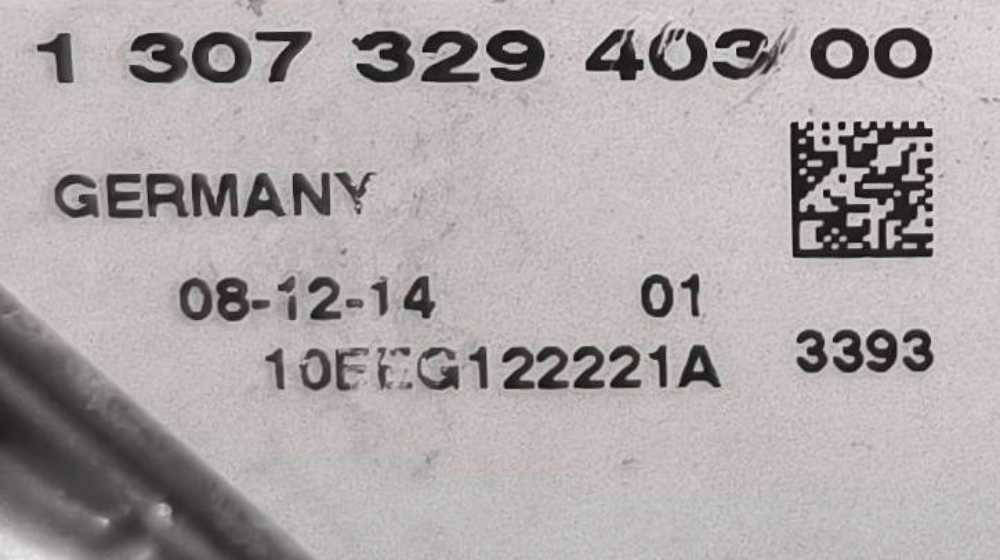 1 307 329 403 00
GERMANY
08-12-14 01
10EEG122221A 3393